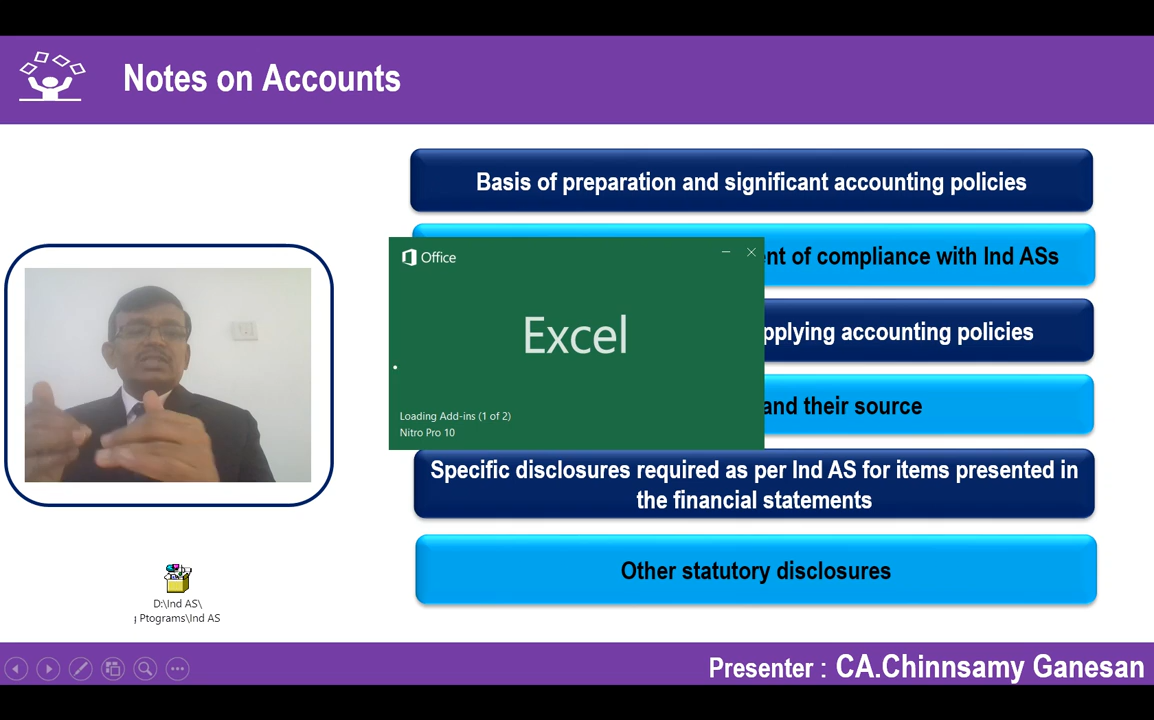 Notes on Accounts
Basis of preparation and significant accounting policies
ent of compliance with Ind ASs
Office
Excel
pplying accounting policies
and their source
Loading Add-ins (1 of 2)
Nitro Pro 10
Specific disclosures required as per Ind AS for items presented in
the financial statements
Other statutory disclosures
D:\Ind AS\
Ptograms\Ind AS
Presenter : CA.Chinnsamy Ganesan